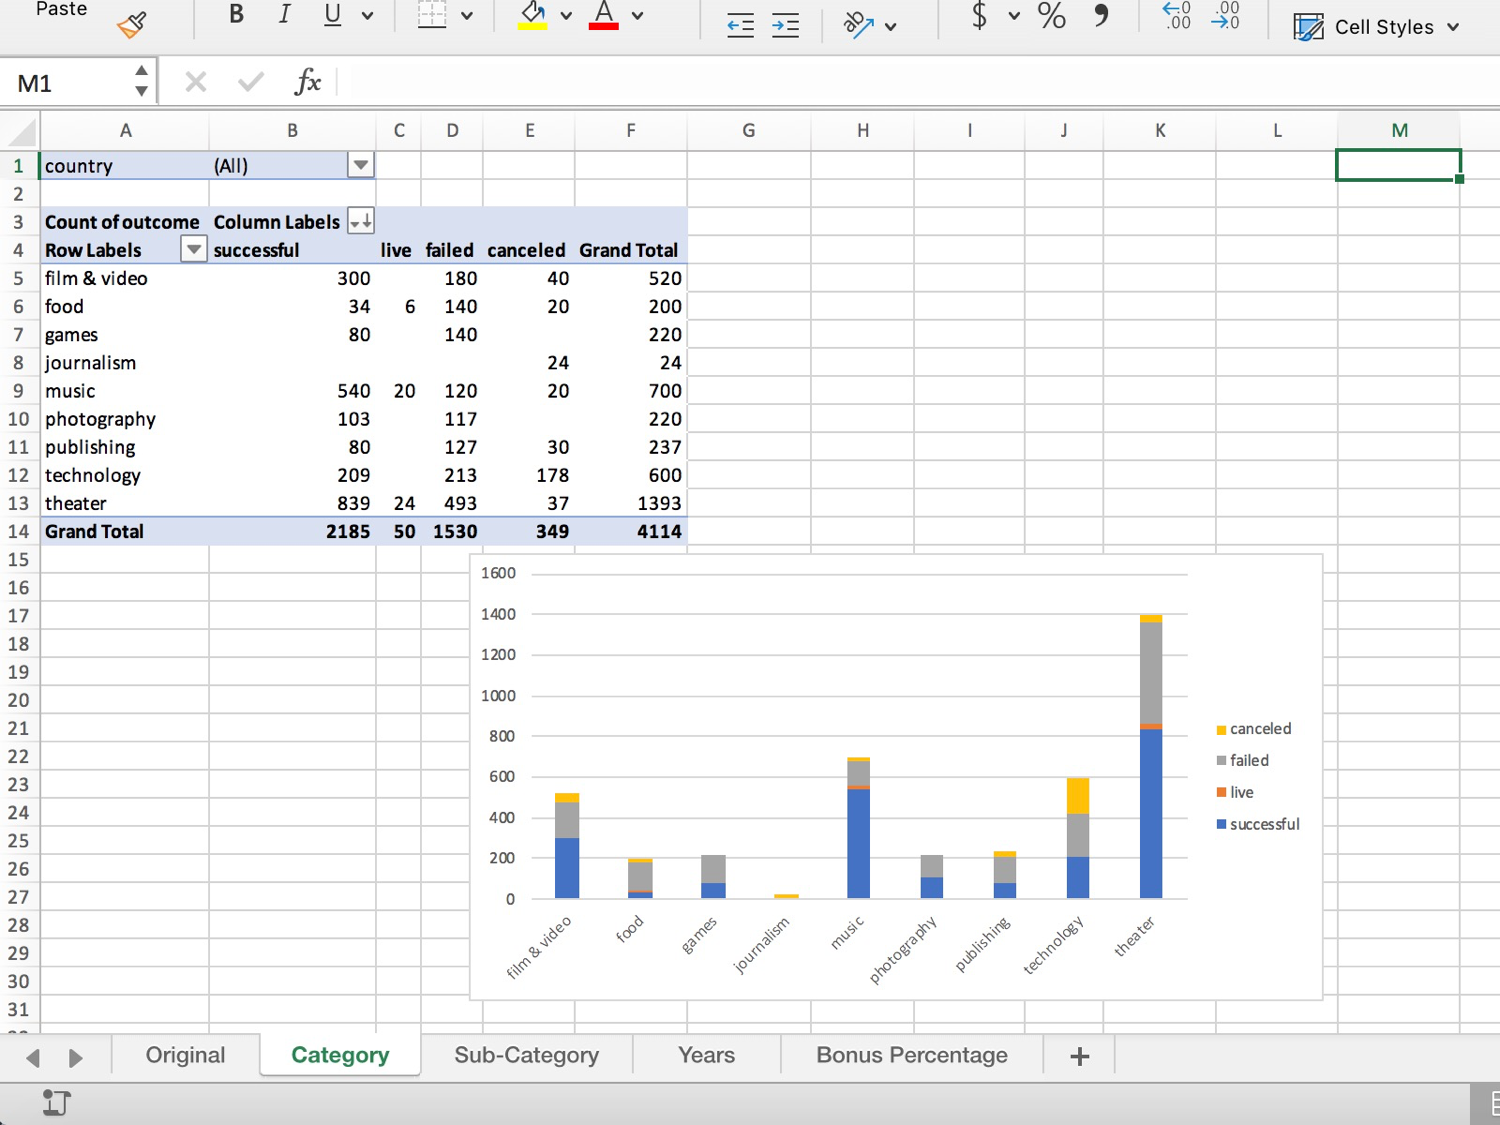 Paste B I U A ab $ % , ←0 .00 .00 →0 Cell Styles
M1 fx
A B C D E F G H I J K L M
1 country (All)
2
3 Count of outcome Column Labels
4 Row Labels successful live failed canceled Grand Total
5 film & video 300 180 40 520
6 food 34 6 140 20 200
7 games 80 140 220
8 journalism 24 24
9 music 540 20 120 20 700
10 photography 103 117 220
11 publishing 80 127 30 237
12 technology 209 213 178 600
13 theater 839 24 493 37 1393
14 Grand Total 2185 50 1530 349 4114
15
16
17
18
19
20
21
22
23
24
25
26
27
28
29
30
31
1600
1400
1200
1000
800
600
400
200
0
film & video food games journalism music photography publishing technology theater
canceled
failed
live
successful
Original Category Sub-Category Years Bonus Percentage +